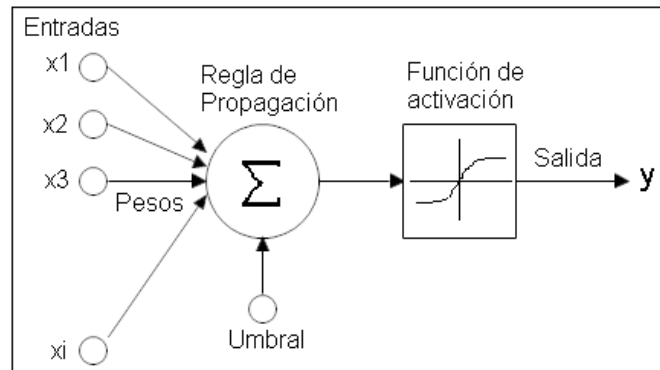 Entradas
x1
x2
x3
xi
Pesos
Regla de
Propagación
Σ
Umbral
Función de
activación
Salida
y